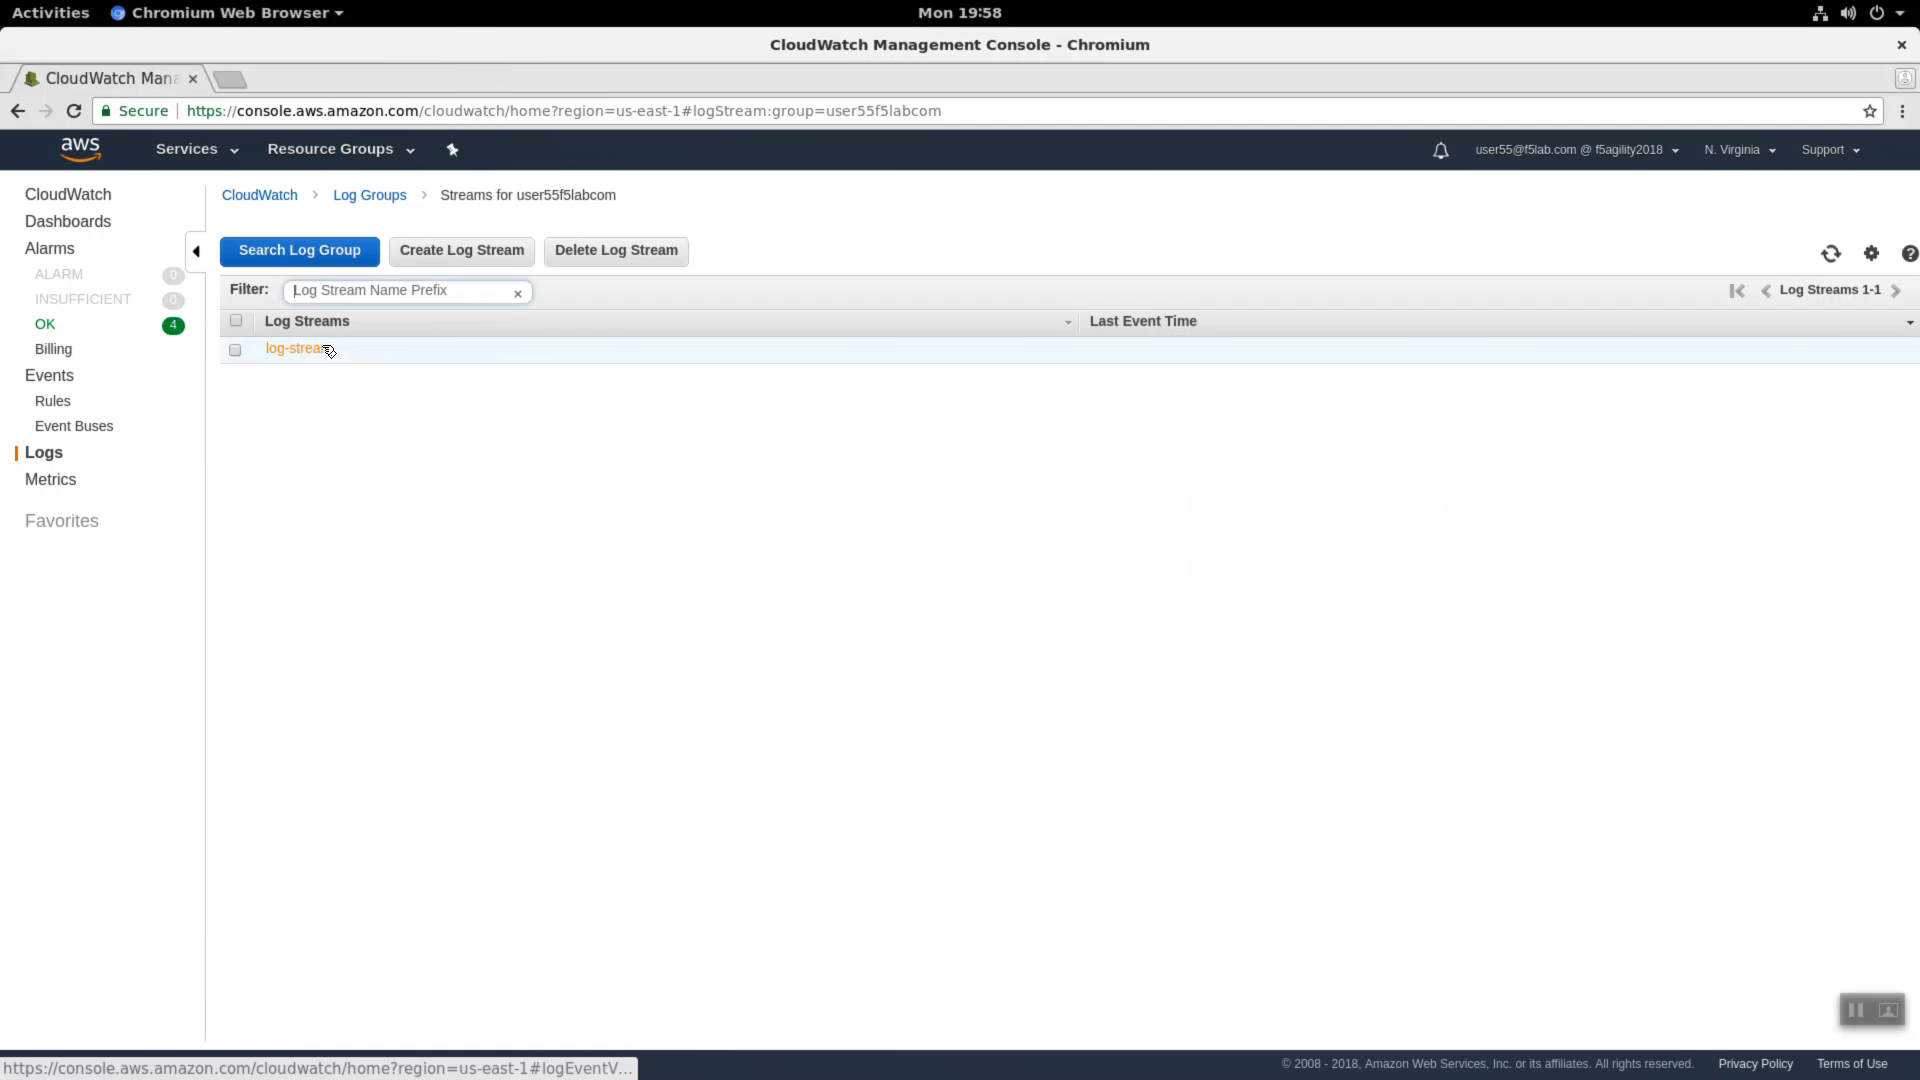 Activities Chromium Web Browser Mon 19:58
CloudWatch Management Console - Chromium
CloudWatch Mana
Secure https://console.aws.amazon.com/cloudwatch/home?region=us-east-1#logStream:group=user55f5labcom
aws Services Resource Groups user55@f5lab.com @ f5agility2018 N. Virginia Support
CloudWatch
Dashboards
Alarms
ALARM 0
INSUFFICIENT 0
OK 4
Billing
Events
Rules
Event Buses
Logs
Metrics
Favorites
CloudWatch > Log Groups > Streams for user55f5labcom
Search Log Group Create Log Stream Delete Log Stream
Filter: Log Stream Name Prefix × Log Streams 1-1
Log Streams Last Event Time
log-stream
https://console.aws.amazon.com/cloudwatch/home?region=us-east-1#logEventV...
© 2008 - 2018, Amazon Web Services, Inc. or its affiliates. All rights reserved. Privacy Policy Terms of Use